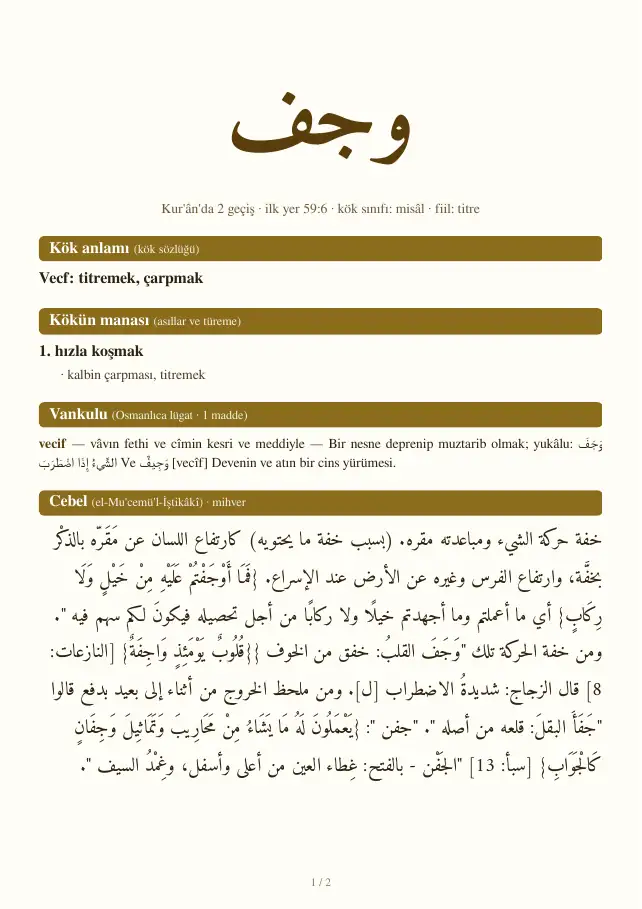 وجف
Kur'ân'da 2 geçiş · ilk yer 59:6 · kök sınıfı: misâl · fiil: titre
Kök anlamı (kök sözlüğü)
Vecf: titremek, çarpmak
Kökün manası (asıllar ve türeme)
1. hızla koşmak
· kalbin çarpması, titremek
Vankulu (Osmanlıca lügat · 1 madde)
vecif — vâvın fethi ve cîmin kesri ve meddiyle — Bir nesne deprenip muztarib olmak; yukâlu: وَجَفَ
الشَّيءُ إِذَا اضْطَرَبَ Ve وَجِيفٌ [vecîf] Devenin ve atın bir cins yürümesi.
Cebel (el-Mu'cemü'l-İştikâkî) · mihver
خفة حركة الشيء ومباعدته مقره. (بسبب خفة ما يحتويه) كارتفاع اللسان عن مَقَرّه بالذكْر
بخفَّة، وارتفاع الفرس وغيره عن الأرض عند الإسراع. {فَمَا أَوْجَفْتُمْ عَلَيْهِ مِنْ خَيْلٍ وَلَا
رِكَابٍ} أي ما أعملتم وما أجهدتم خيلًا ولا ركابًا من أجل تحصيله فيكونَ لكم سهم فيه ".
ومن خفة الحركة تلك "وَجَفَ القلبُ: خفق من الخوف {{قُلُوبٌ يَوْمَئِذٍ وَاجِفَةٌ} [النازعات:
8] قال الزجاج: شديدةُ الاضطراب [ل]. ومن ملحظ الخروج من أثناء إلى بعيد بدفع قالوا
"جَفَأَ البقلَ: قلعه من أصله ". "جفن ": {يَعْمَلُونَ لَهُ مَا يَشَاءُ مِنْ مَحَارِيبَ وَتَمَاثِيلَ وَجِفَانٍ
كَالْجَوَابِ} [سبأ: 13] "الجَفْن - بالفتح: غِطاء العين من أعلى وأسفل، وغِمْدُ السيف ".
1 / 2